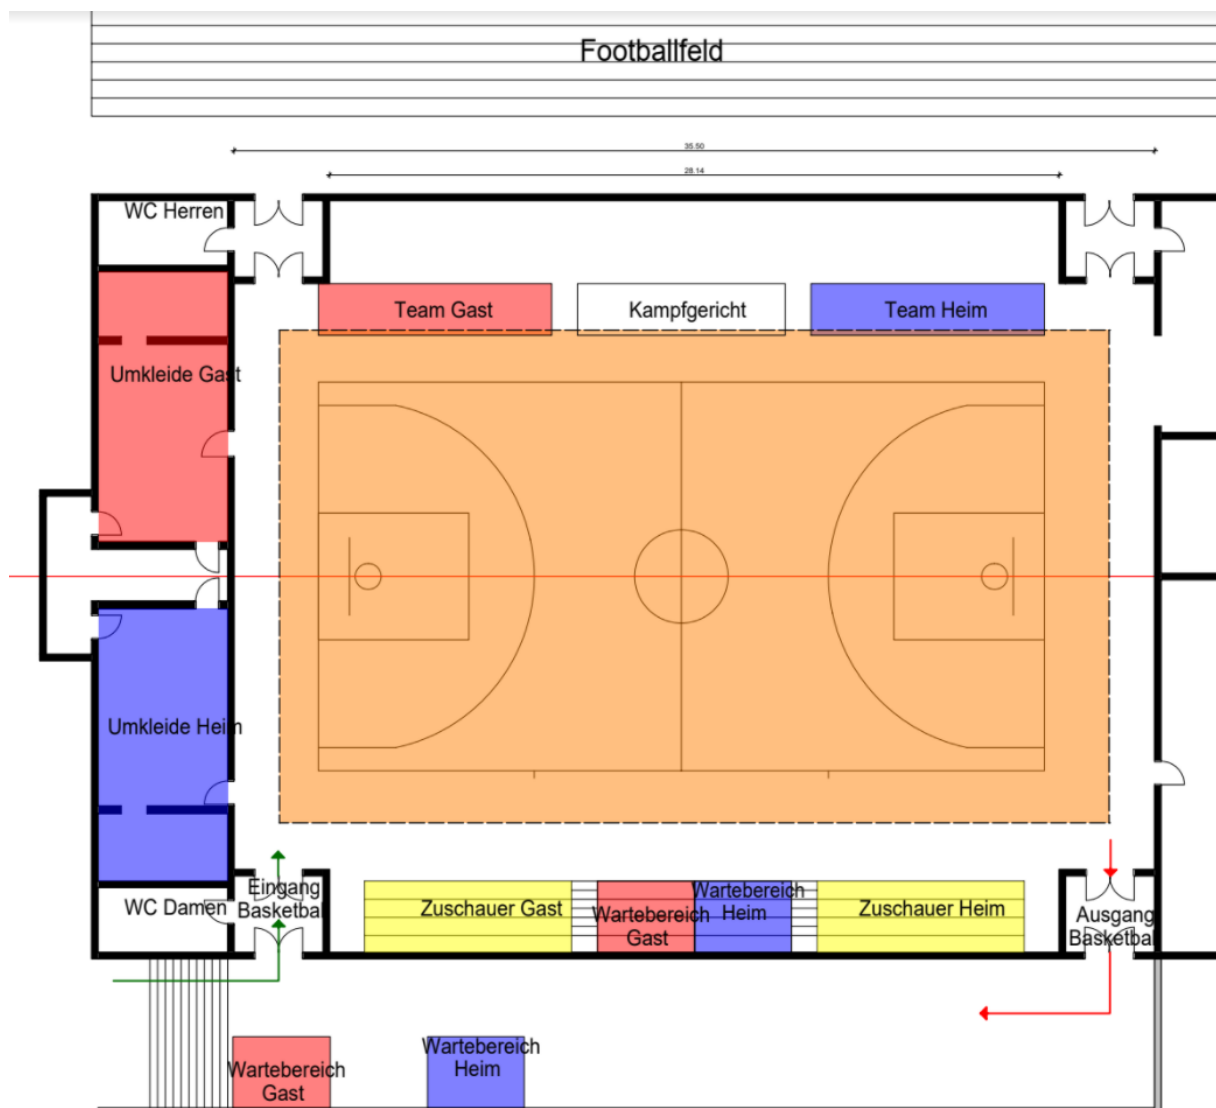 Footballfeld
35.50
28.14
WC Herren
Team Gast
Kampfgericht
Team Heim
Umkleide Gast
Umkleide Heim
WC Damen
Eingang
Basketbal
Zuschauer Gast
Wartebereich
Gast
Wartebereich
Heim
Zuschauer Heim
Ausgang
Basketbal
Wartebereich
Gast
Wartebereich
Heim